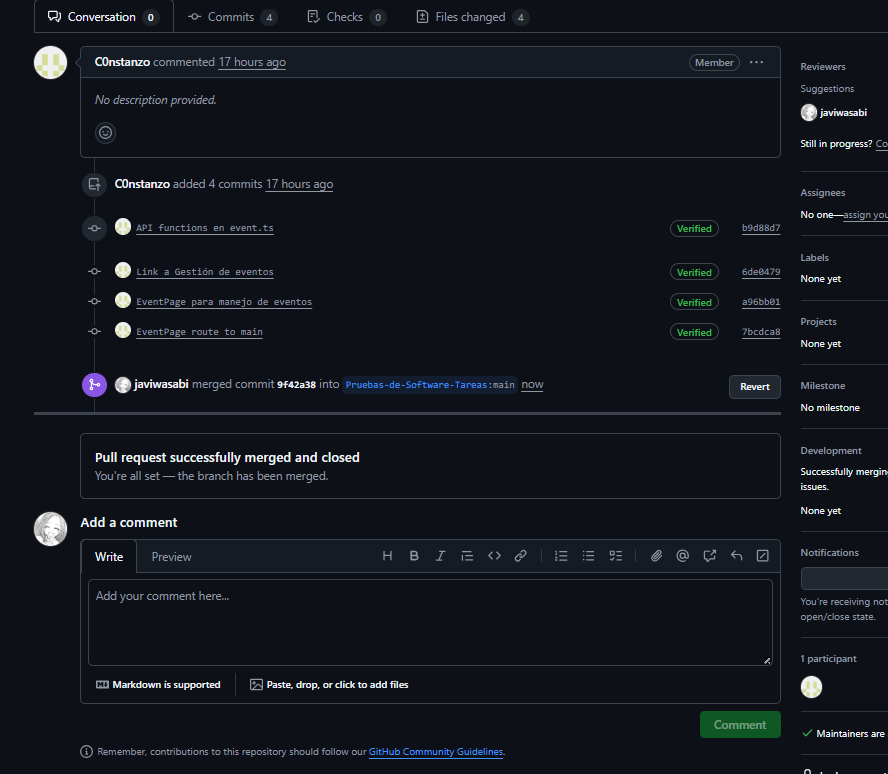 Conversation 0 Commits 4 Checks 0 Files changed 4
C0nstanzo commented 17 hours ago Member ...
No description provided.
C0nstanzo added 4 commits 17 hours ago
API functions en event.ts Verified b9d88d7
Link a Gestión de eventos Verified 6de0479
EventPage para manejo de eventos Verified a96bb01
EventPage route to main Verified 7bcdca8
javiwasabi merged commit 9f42a38 into Pruebas-de-Software-Tareas:main now Revert
Pull request successfully merged and closed
You're all set — the branch has been merged.
Add a comment
Write Preview
Add your comment here...
Markdown is supported Paste, drop, or click to add files
Comment
Remember, contributions to this repository should follow our GitHub Community Guidelines.
Reviewers
Suggestions
javiwasabi
Still in progress? Co
Assignees
No one—assign you
Labels
None yet
Projects
None yet
Milestone
No milestone
Development
Successfully merging
issues.
None yet
Notifications
You're receiving not
open/close state.
1 participant
Maintainers are